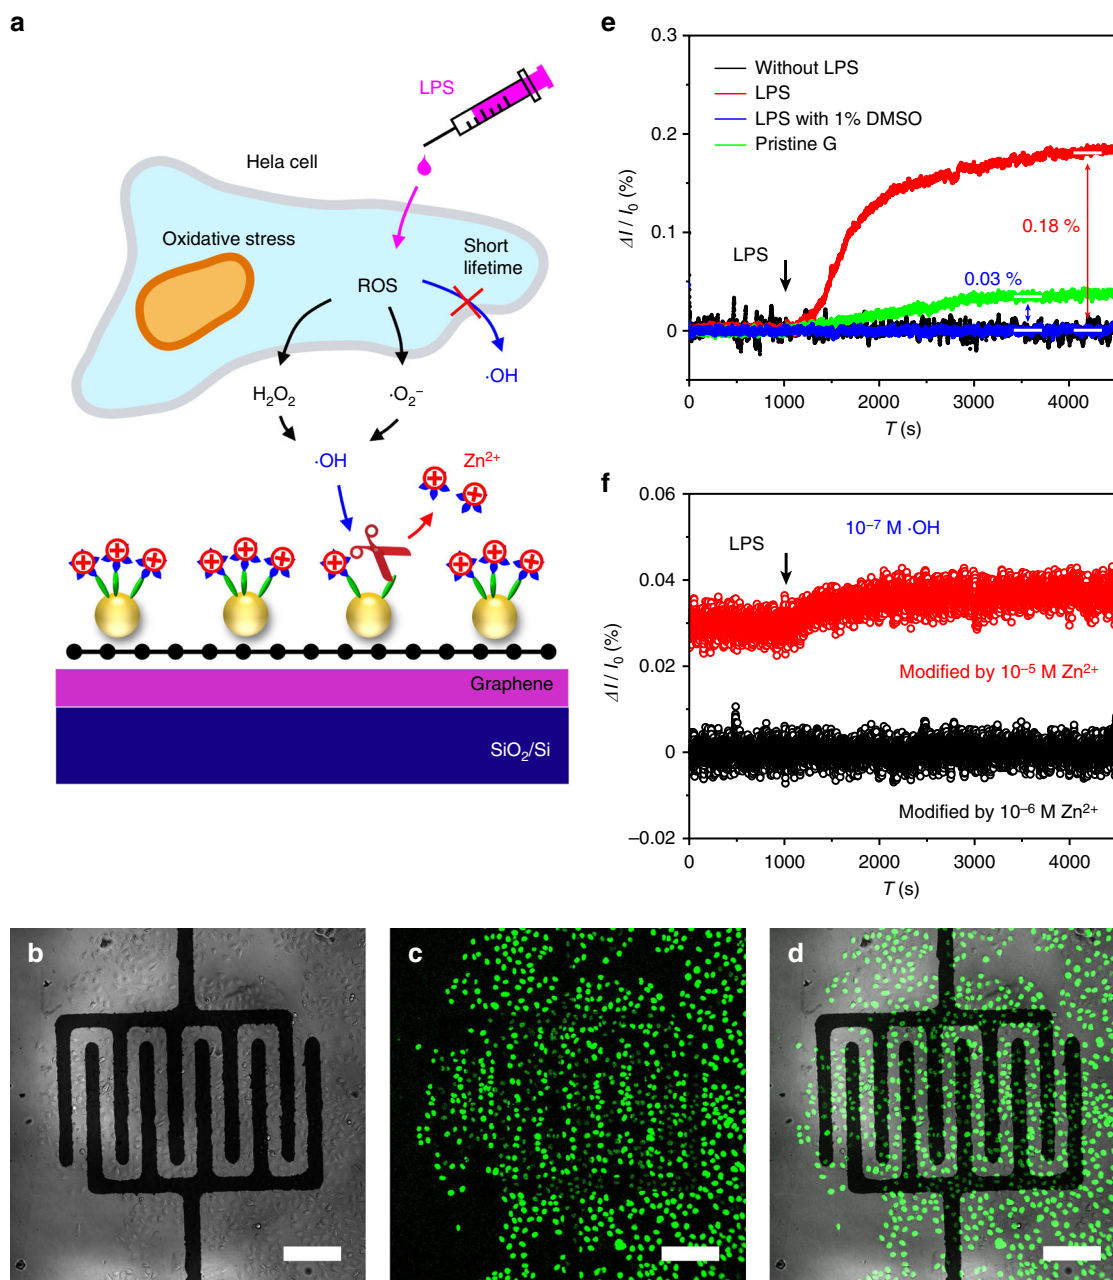 a
LPS
Hela cell
Oxidative stress
Short
lifetime
ROS
·OH
H₂O₂
·O₂⁻
·OH
Zn²⁺
Graphene
SiO₂/Si
e
0.3
0.2
0.1
0
ΔI / I₀ (%)
Without LPS
LPS
LPS with 1% DMSO
Pristine G
LPS
0.18 %
0.03 %
0
1000
2000
3000
4000
T (s)
f
0.06
0.04
0.02
0
–0.02
ΔI / I₀ (%)
10⁻⁷ M ·OH
LPS
Modified by 10⁻⁵ M Zn²⁺
Modified by 10⁻⁶ M Zn²⁺
0
1000
2000
3000
4000
T (s)
b
c
d